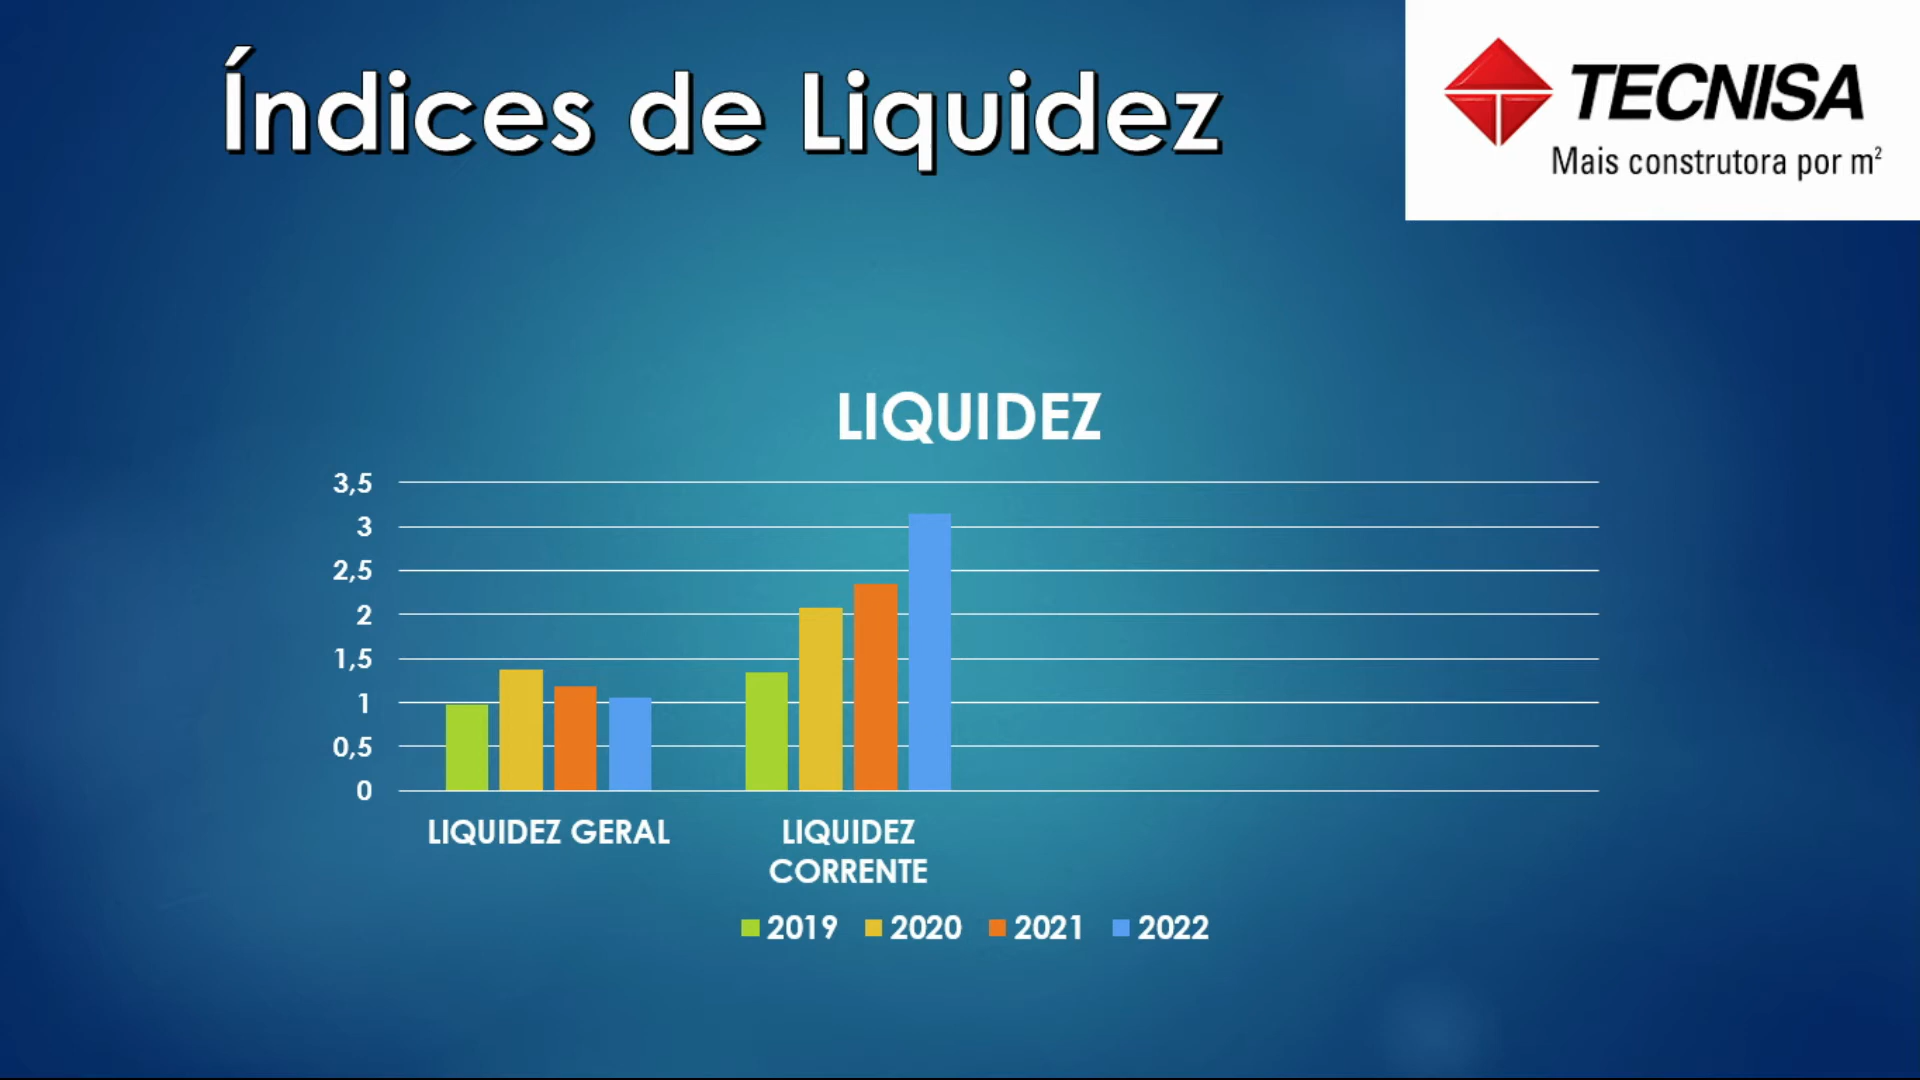 Índices de Liquidez
TECNISA
Mais construtora por m²
LIQUIDEZ
3,5
3
2,5
2
1,5
1
0,5
0
LIQUIDEZ GERAL
LIQUIDEZ
CORRENTE
2019 2020 2021 2022